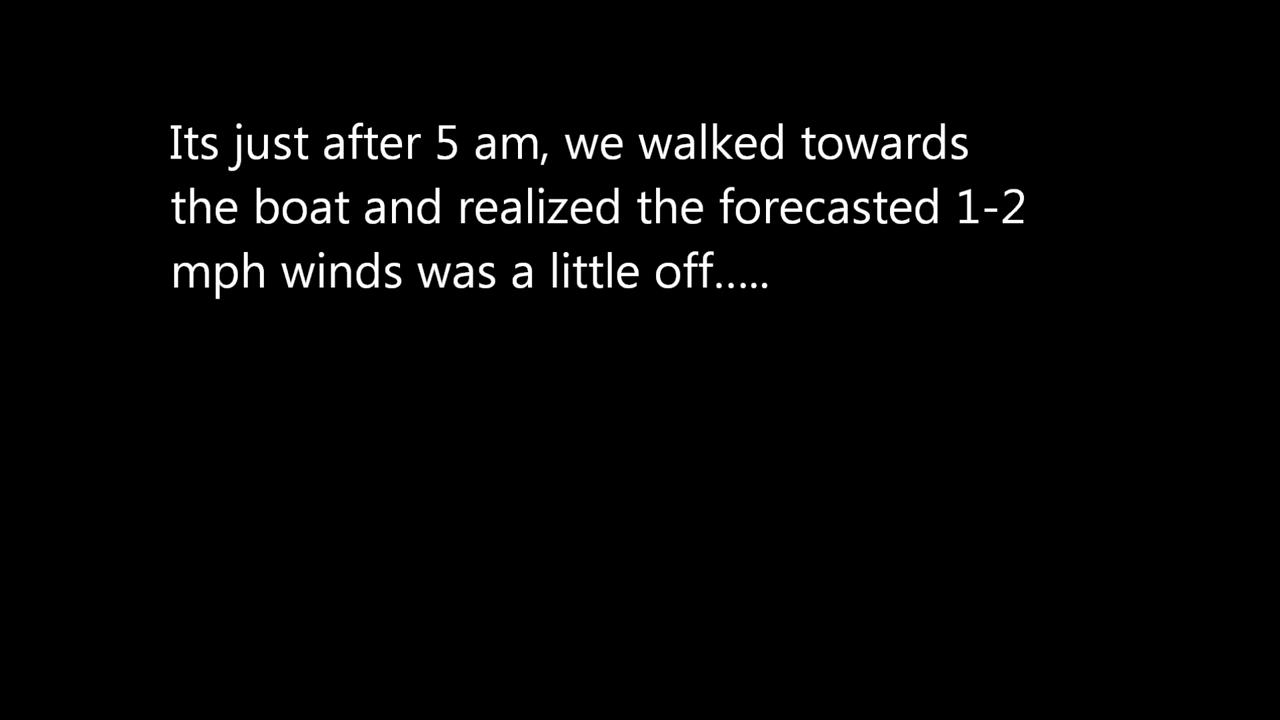 Its just after 5 am, we walked towards
the boat and realized the forecasted 1-2
mph winds was a little off.....